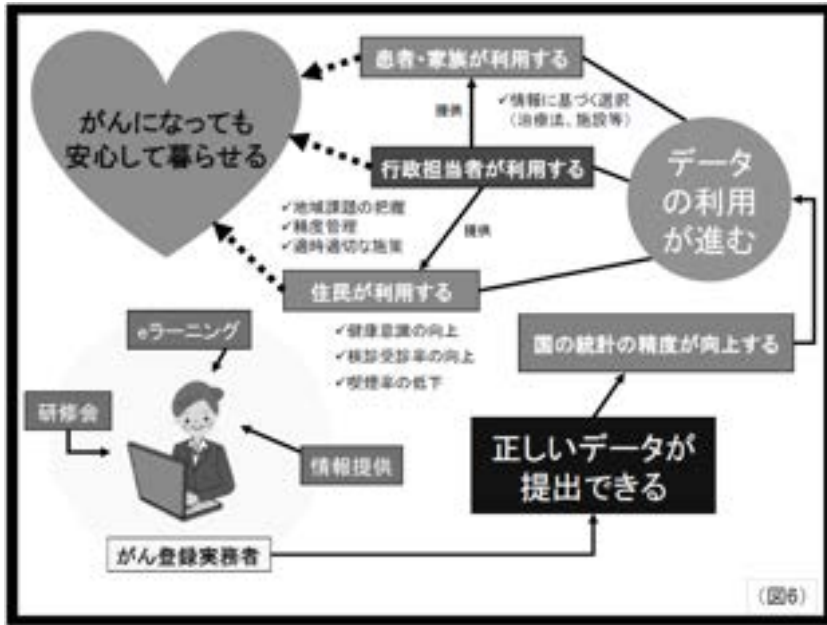 患者・家族が利用する
がんになっても
安心して暮らせる
提供
✓情報に基づく選択
（治療法、施設等）
行政担当者が利用する
データ
の利用
が進む
✓地域課題の把握
✓精度管理
✓適時適切な施策
提供
住民が利用する
✓健康意識の向上
✓検診受診率の向上
✓喫煙率の低下
eラーニング
国の統計の精度が向上する
研修会
情報提供
正しいデータが
提出できる
がん登録実務者
（図6）